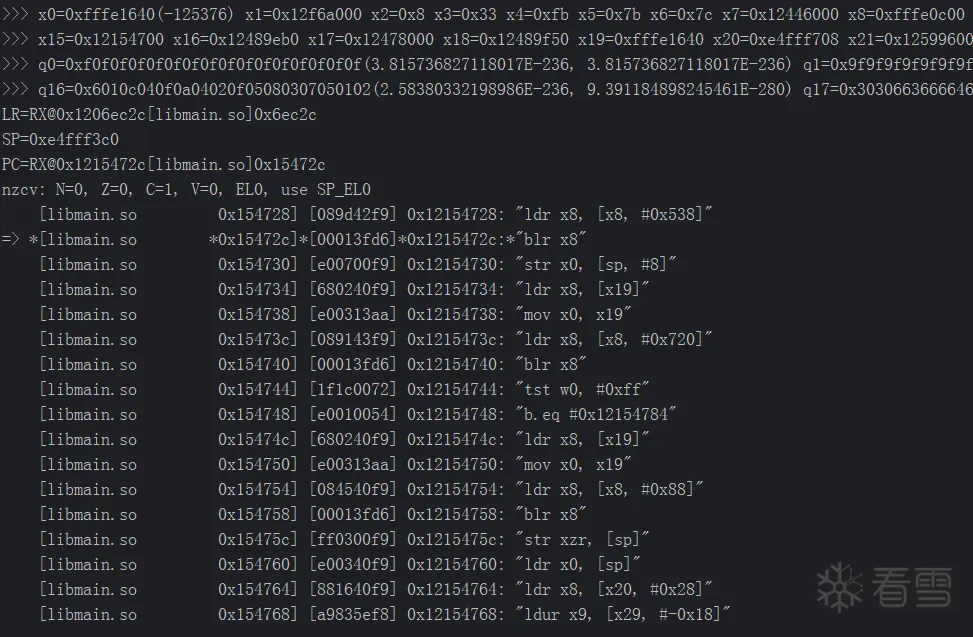 >>> x0=0xfffe1640(-125376) x1=0x12f6a000 x2=0x8 x3=0x33 x4=0xfb x5=0x7b x6=0x7c x7=0x12446000 x8=0xfffe0c00
>>> x15=0x12154700 x16=0x12489eb0 x17=0x12478000 x18=0x12489f50 x19=0xfffe1640 x20=0xe4fff708 x21=0x12599600
>>> q0=0xf0f0f0f0f0f0f0f0f0f0f0f0f0f0f0f(3.815736827118017E-236, 3.815736827118017E-236) q1=0x9f9f9f9f9f9f9f
>>> q16=0x6010c040f0a04020f05080307050102(2.58380332198986E-236, 9.391184898245461E-280) q17=0x3030663666646
LR=RX@0x1206ec2c[libmain.so]0x6ec2c
SP=0xe4fff3c0
PC=RX@0x1215472c[libmain.so]0x15472c
nzcv: N=0, Z=0, C=1, V=0, EL0, use SP_EL0
[libmain.so 0x154728] [089d42f9] 0x12154728: "ldr x8, [x8, #0x538]"
=> *[libmain.so *0x15472c]*[00013fd6]*0x1215472c:*"blr x8"
[libmain.so 0x154730] [e00700f9] 0x12154730: "str x0, [sp, #8]"
[libmain.so 0x154734] [680240f9] 0x12154734: "ldr x8, [x19]"
[libmain.so 0x154738] [e00313aa] 0x12154738: "mov x0, x19"
[libmain.so 0x15473c] [089143f9] 0x1215473c: "ldr x8, [x8, #0x720]"
[libmain.so 0x154740] [00013fd6] 0x12154740: "blr x8"
[libmain.so 0x154744] [1f1c0072] 0x12154744: "tst w0, #0xff"
[libmain.so 0x154748] [e0010054] 0x12154748: "b.eq #0x12154784"
[libmain.so 0x15474c] [680240f9] 0x1215474c: "ldr x8, [x19]"
[libmain.so 0x154750] [e00313aa] 0x12154750: "mov x0, x19"
[libmain.so 0x154754] [084540f9] 0x12154754: "ldr x8, [x8, #0x88]"
[libmain.so 0x154758] [00013fd6] 0x12154758: "blr x8"
[libmain.so 0x15475c] [ff0300f9] 0x1215475c: "str xzr, [sp]"
[libmain.so 0x154760] [e00340f9] 0x12154760: "ldr x0, [sp]"
[libmain.so 0x154764] [881640f9] 0x12154764: "ldr x8, [x20, #0x28]"
[libmain.so 0x154768] [a9835ef8] 0x12154768: "ldur x9, [x29, #-0x18]"
看雪